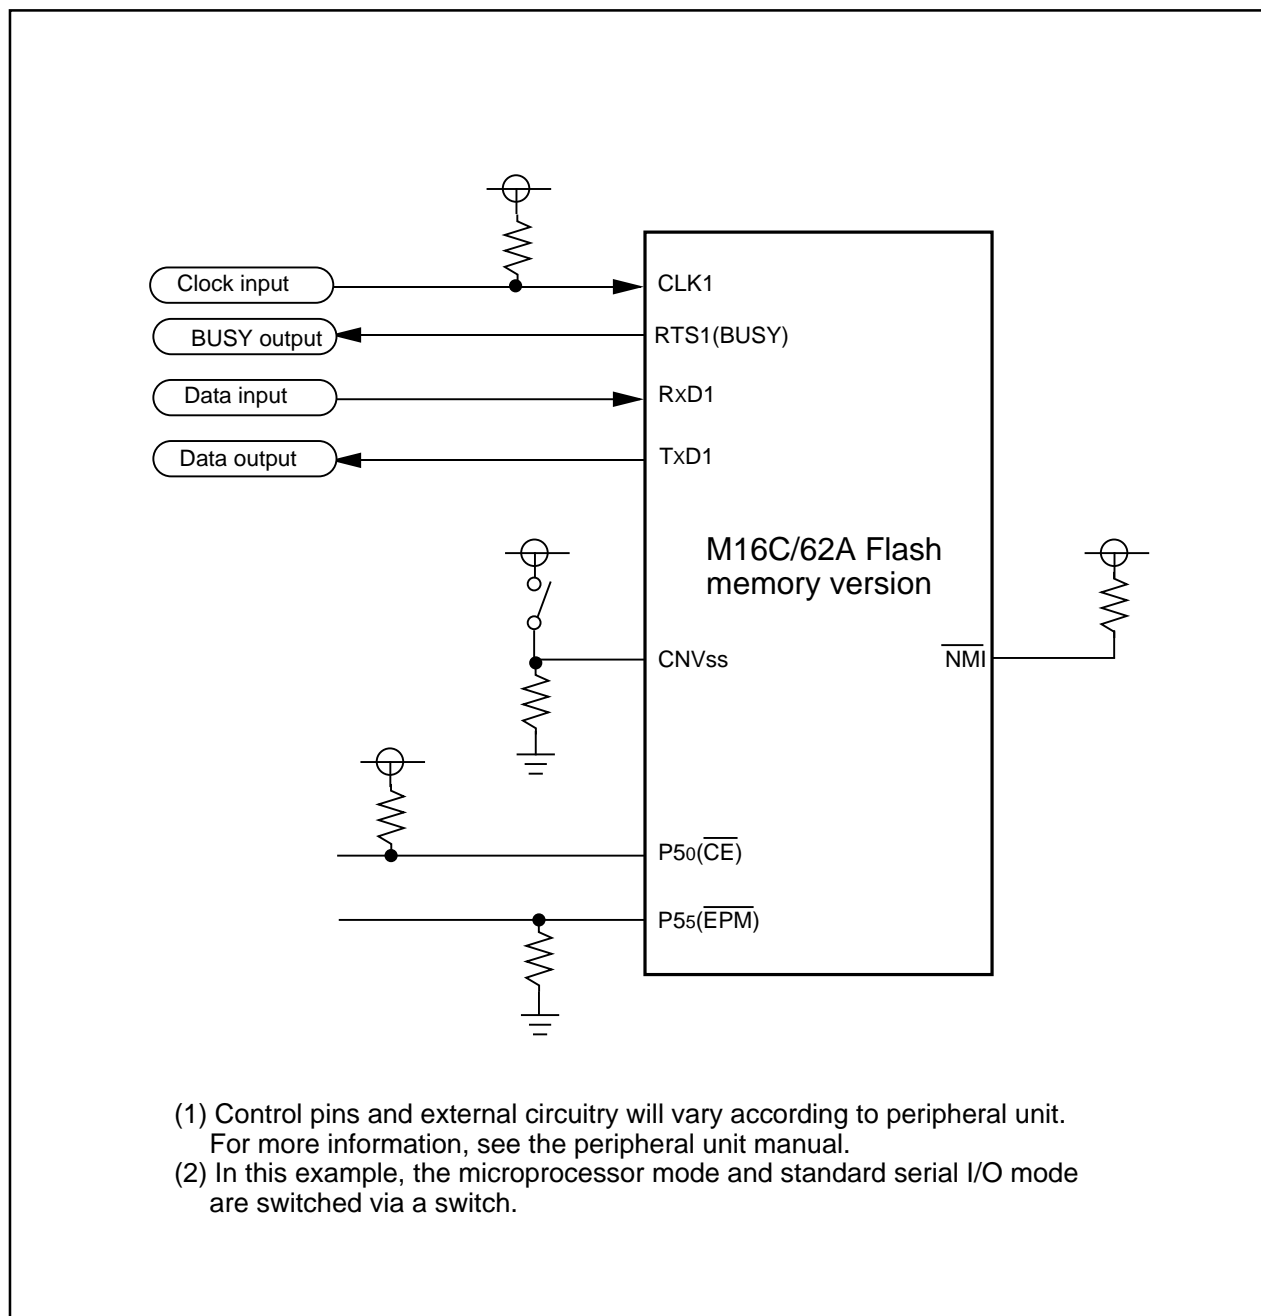 Clock input
CLK1
BUSY output
RTS1(BUSY)
Data input
RxD1
Data output
TxD1
M16C/62A Flash
memory version
CNVss
NMI
P50(CE)
P55(EPM)
(1) Control pins and external circuitry will vary according to peripheral unit.
For more information, see the peripheral unit manual.
(2) In this example, the microprocessor mode and standard serial I/O mode
are switched via a switch.